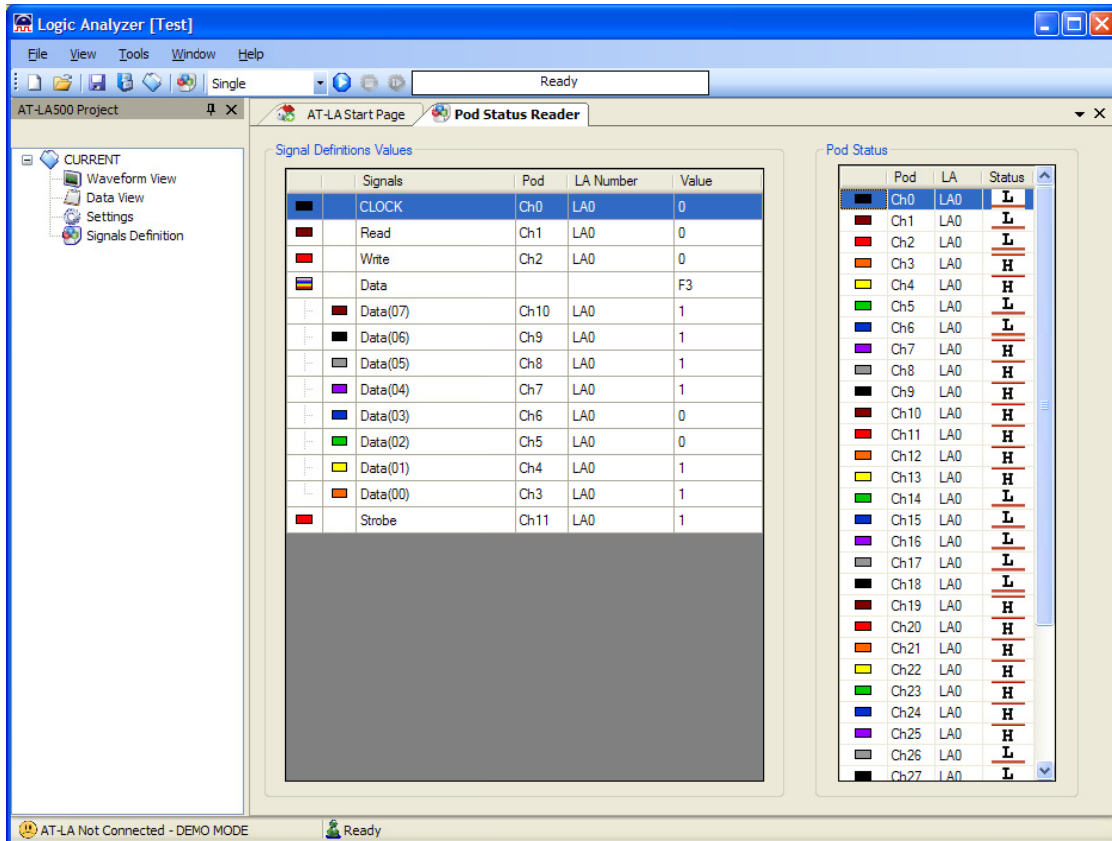 Logic Analyzer [Test]
File View Tools Window Help
Single Ready
AT-LA500 Project
CURRENT
Waveform View
Data View
Settings
Signals Definition
AT-LA Start Page Pod Status Reader
Signal Definitions Values
Signals Pod LA Number Value
CLOCK Ch0 LA0 0
Read Ch1 LA0 0
Write Ch2 LA0 0
Data F3
Data(07) Ch10 LA0 1
Data(06) Ch9 LA0 1
Data(05) Ch8 LA0 1
Data(04) Ch7 LA0 1
Data(03) Ch6 LA0 0
Data(02) Ch5 LA0 0
Data(01) Ch4 LA0 1
Data(00) Ch3 LA0 1
Strobe Ch11 LA0 1
Pod Status
Pod LA Status
Ch0 LA0 L
Ch1 LA0 L
Ch2 LA0 L
Ch3 LA0 H
Ch4 LA0 H
Ch5 LA0 L
Ch6 LA0 L
Ch7 LA0 H
Ch8 LA0 H
Ch9 LA0 H
Ch10 LA0 H
Ch11 LA0 H
Ch12 LA0 H
Ch13 LA0 H
Ch14 LA0 L
Ch15 LA0 L
Ch16 LA0 L
Ch17 LA0 L
Ch18 LA0 L
Ch19 LA0 H
Ch20 LA0 H
Ch21 LA0 H
Ch22 LA0 H
Ch23 LA0 H
Ch24 LA0 H
Ch25 LA0 H
Ch26 LA0 L
Ch27 LA0 L
AT-LA Not Connected - DEMO MODE Ready